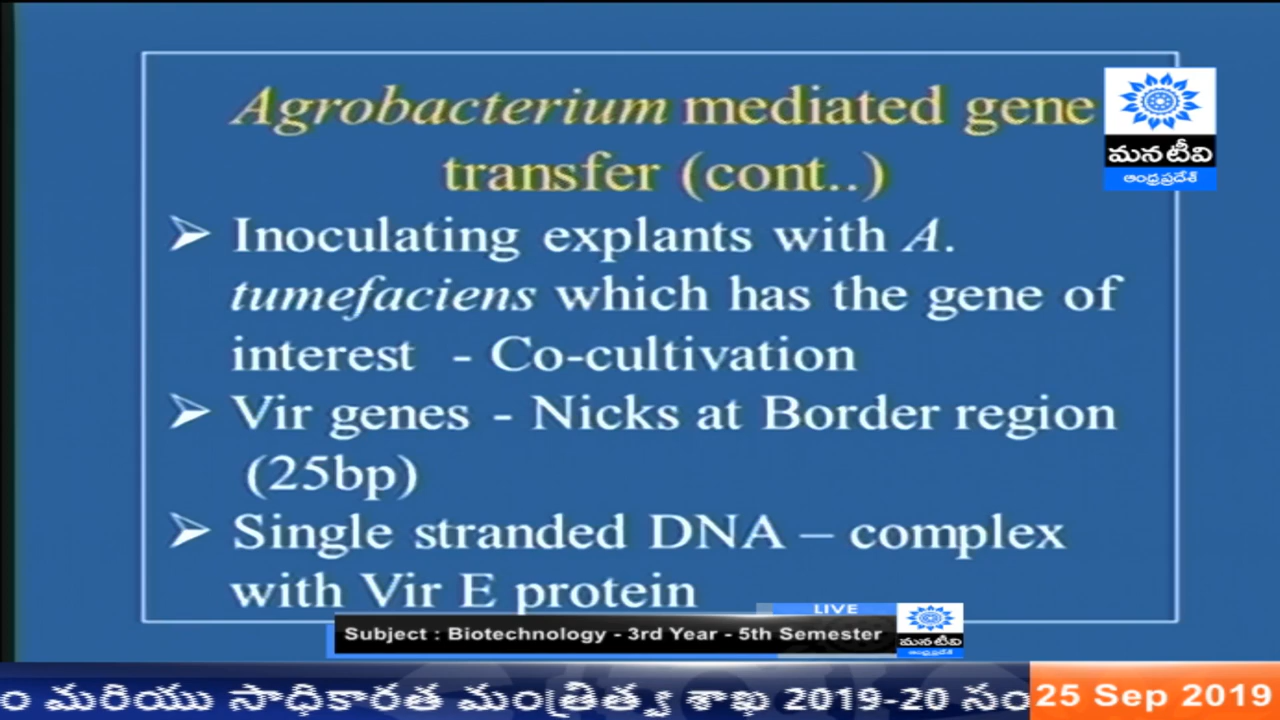 Agrobacterium mediated gene
transfer (cont..)
మన టీవి
ఆంధ్రప్రదేశ్
➢ Inoculating explants with A.
tumefaciens which has the gene of
interest - Co-cultivation
➢ Vir genes - Nicks at Border region
(25bp)
➢ Single stranded DNA – complex
with Vir E protein
LIVE
Subject : Biotechnology - 3rd Year - 5th Semester
మన టీవి
ఆంధ్రప్రదేశ్
ం మరియు సాధికారత మంత్రిత్వ శాఖ 2019-20 సం
25 Sep 2019